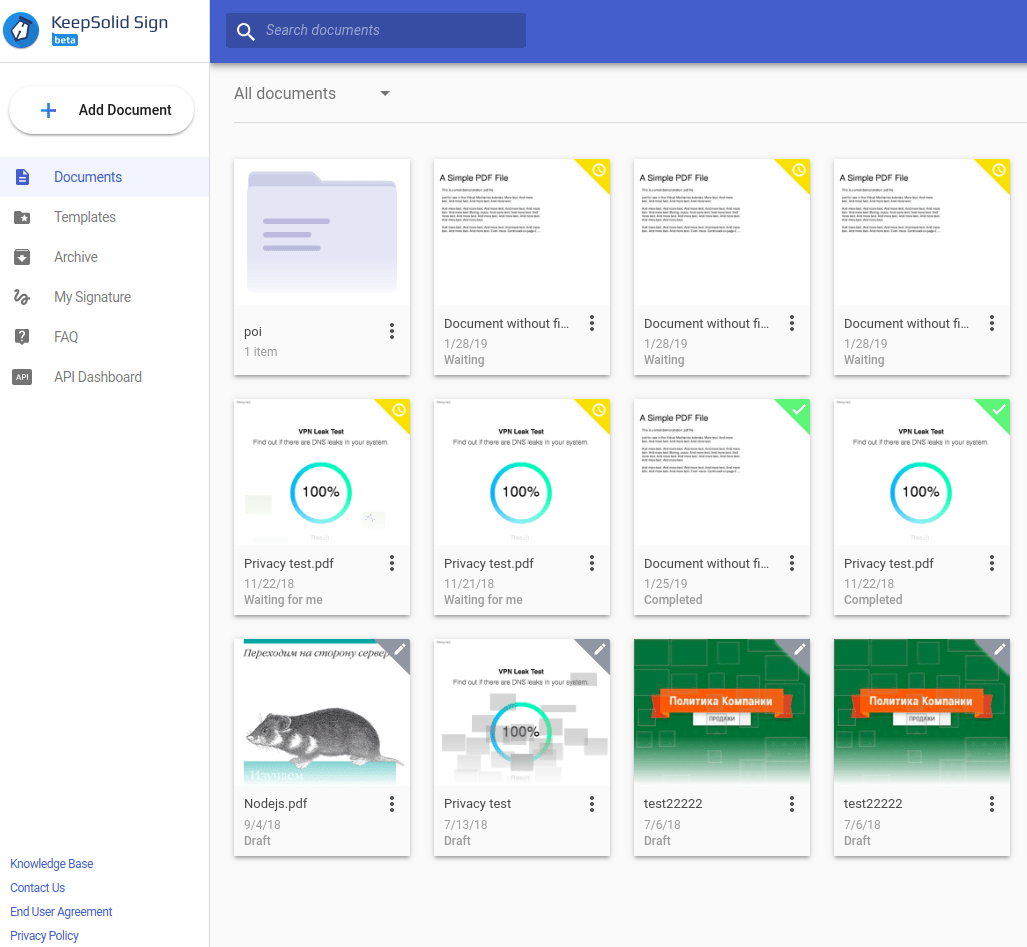 KeepSolid Sign
beta
Search documents
Add Document
All documents
Documents
Templates
Archive
My Signature
FAQ
API
API Dashboard
poi
1 item
A Simple PDF File
Document without fi...
1/28/19
Waiting
A Simple PDF File
Document without fi...
1/28/19
Waiting
A Simple PDF File
Document without fi...
1/28/19
Waiting
VPN Leak Test
Find out if there are DNS leaks in your system.
100%
Privacy test.pdf
11/22/18
Waiting for me
VPN Leak Test
Find out if there are DNS leaks in your system.
100%
Privacy test.pdf
11/21/18
Waiting for me
A Simple PDF File
Document without fi...
1/25/19
Completed
VPN Leak Test
Find out if there are DNS leaks in your system.
100%
Privacy test.pdf
11/22/18
Completed
Переходим на сторону сервер
Изучаем
Nodejs.pdf
9/4/18
Draft
VPN Leak Test
Find out if there are DNS leaks in your system.
100%
Privacy test
7/13/18
Draft
Политика Компании
ПРОДАЖИ
test22222
7/6/18
Draft
Политика Компании
ПРОДАЖИ
test22222
7/6/18
Draft
Knowledge Base
Contact Us
End User Agreement
Privacy Policy